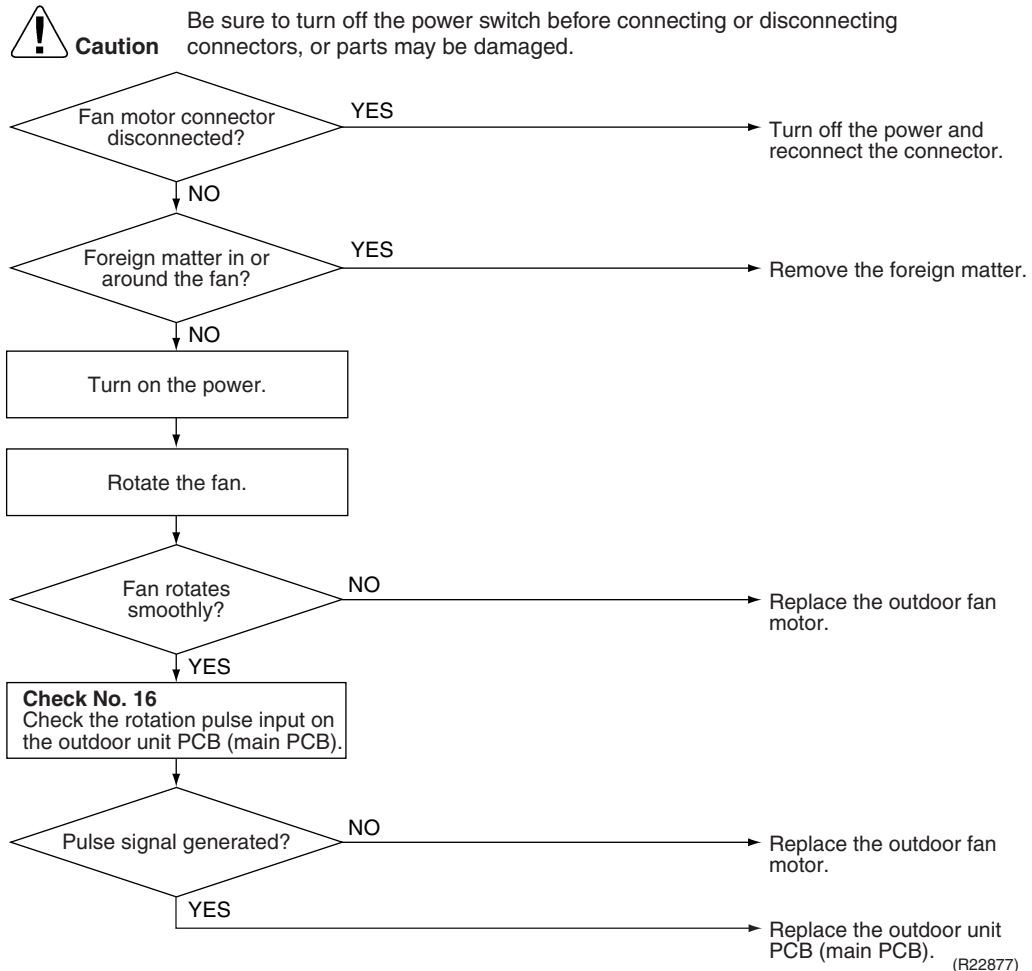 Be sure to turn off the power switch before connecting or disconnecting
Caution connectors, or parts may be damaged.
Fan motor connector
disconnected?
YES
Turn off the power and
reconnect the connector.
NO
Foreign matter in or
around the fan?
YES
Remove the foreign matter.
NO
Turn on the power.
Rotate the fan.
Fan rotates
smoothly?
NO
Replace the outdoor fan
motor.
YES
Check No. 16
Check the rotation pulse input on
the outdoor unit PCB (main PCB).
Pulse signal generated?
NO
Replace the outdoor fan
motor.
YES
Replace the outdoor unit
PCB (main PCB).
(R22877)